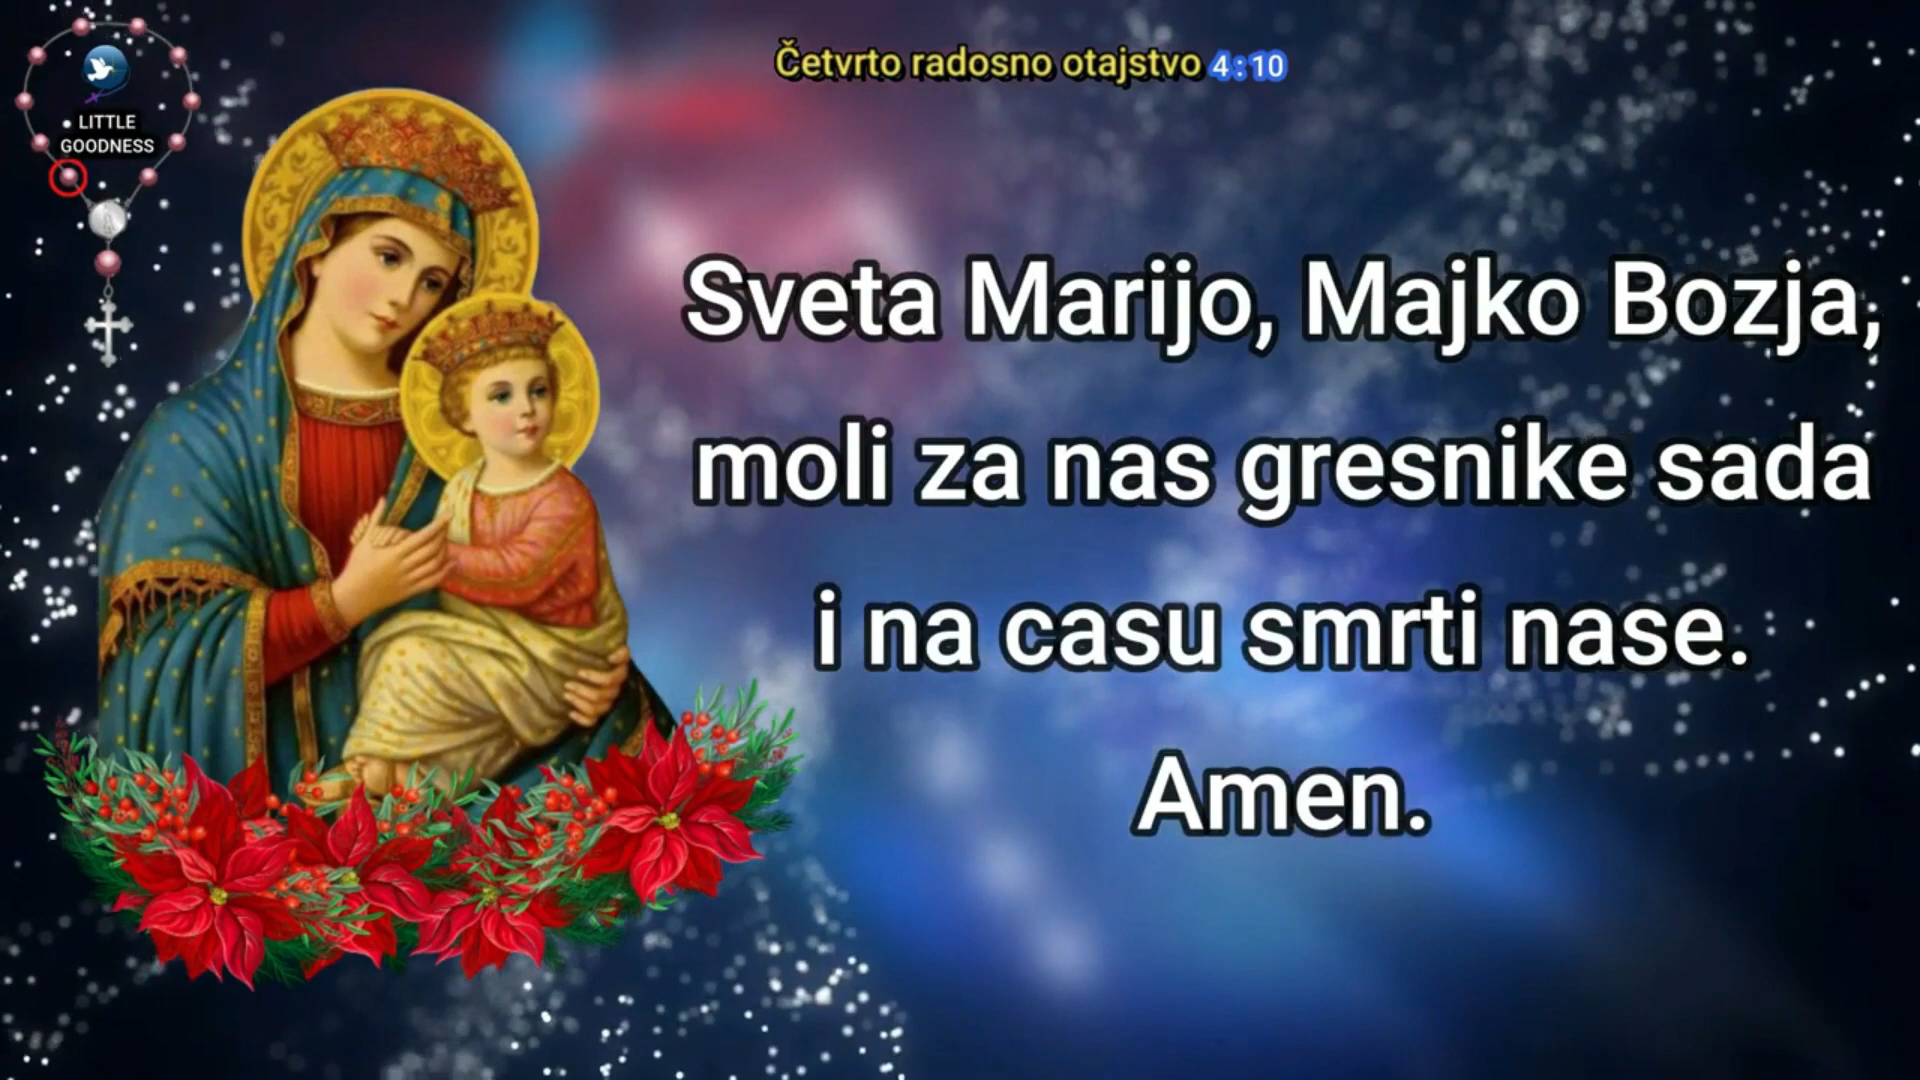 Četvrto radosno otajstvo 4:10
LITTLE
GOODNESS
Sveta Marijo, Majko Bozja,
moli za nas gresnike sada
i na casu smrti nase.
Amen.